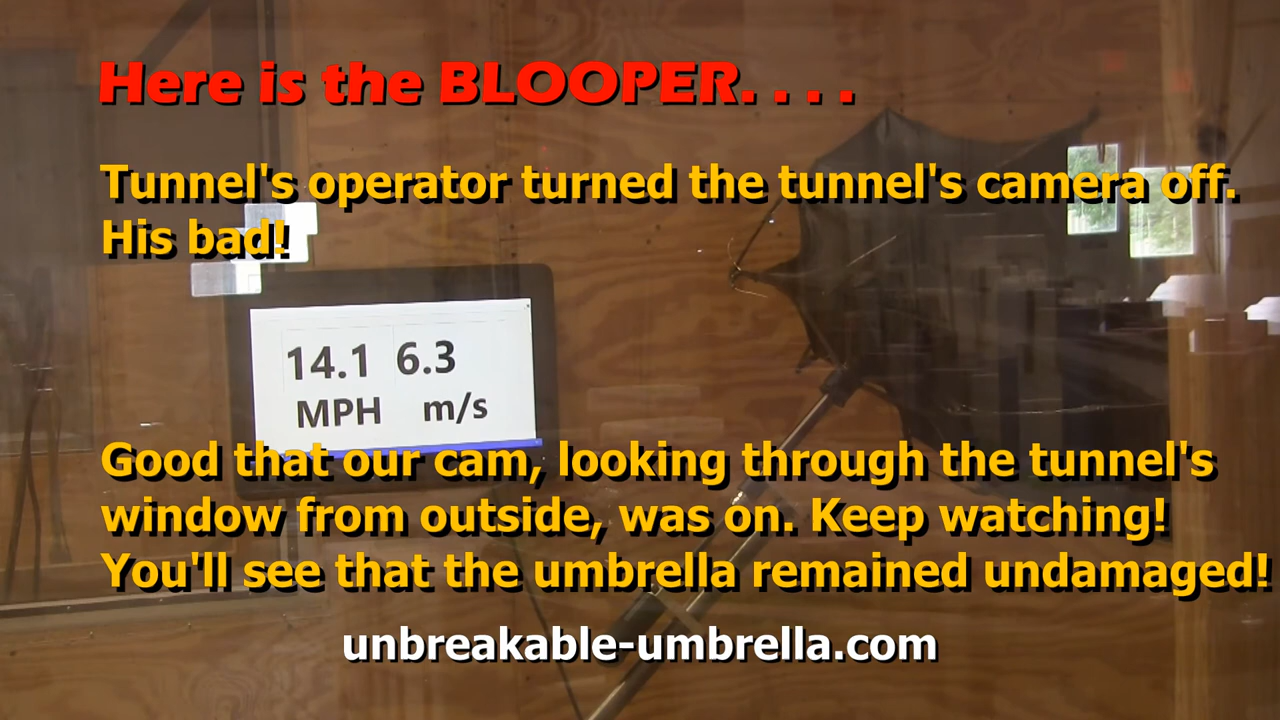 Here is the BLOOPER. . . .
Tunnel's operator turned the tunnel's camera off.
His bad!
14.1 6.3
MPH m/s
Good that our cam, looking through the tunnel's
window from outside, was on. Keep watching!
You'll see that the umbrella remained undamaged!
unbreakable-umbrella.com